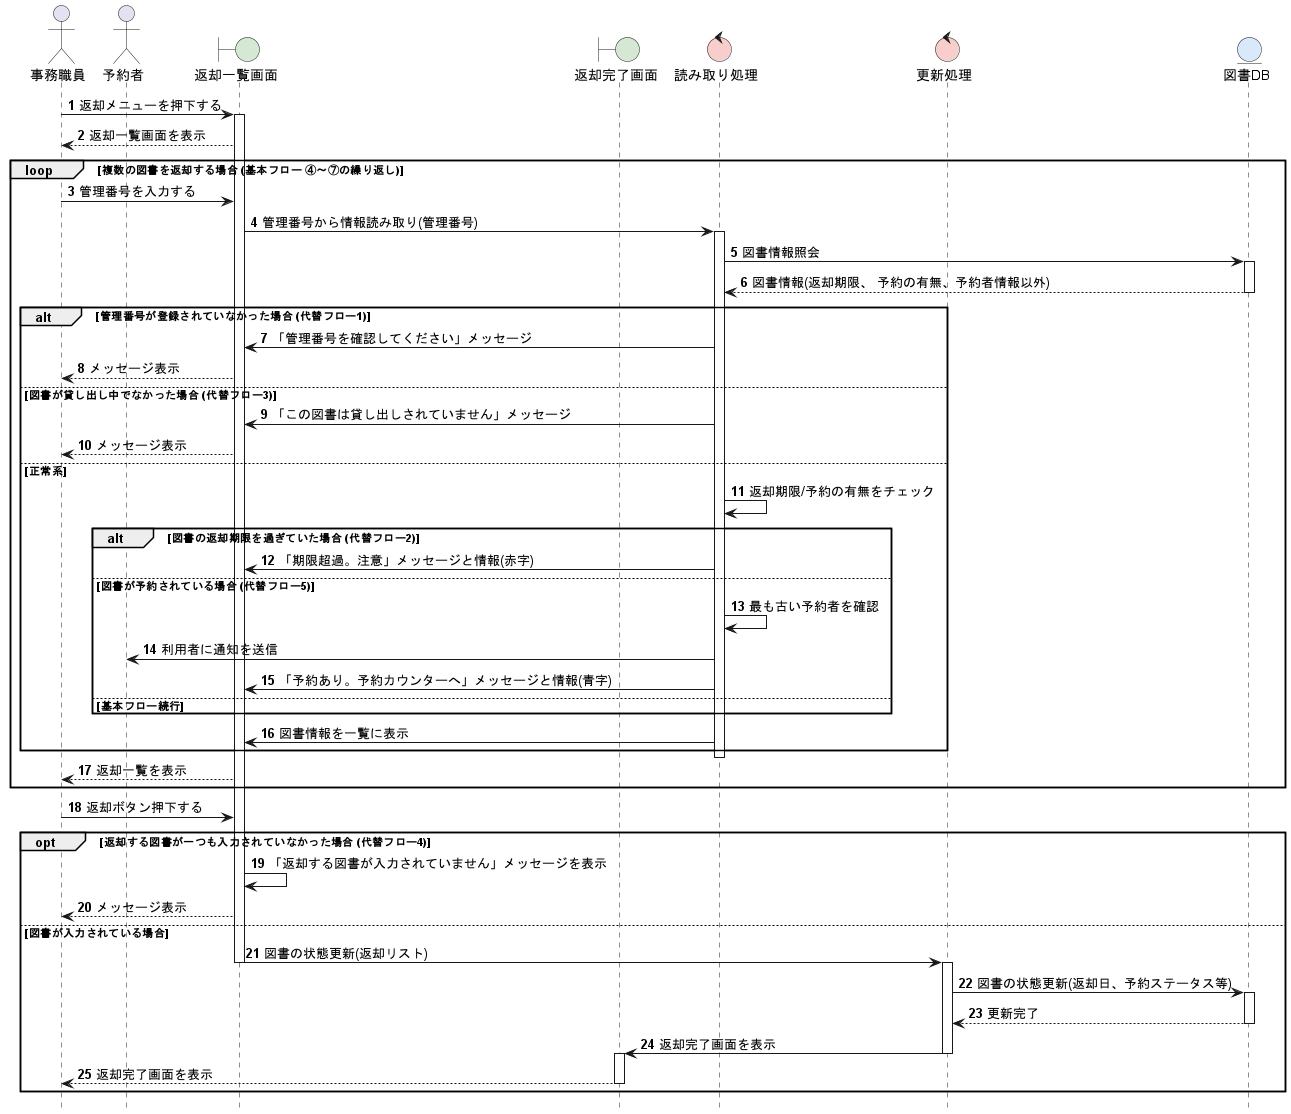 事務職員
予約者
返却一覧画面
返却完了画面
読み取り処理
更新処理
図書DB
1 返却メニューを押下する
2 返却一覧画面を表示
loop [複数の図書を返却する場合 (基本フロー ④～⑦の繰り返し)]
3 管理番号を入力する
4 管理番号から情報読み取り(管理番号)
5 図書情報照会
6 図書情報(返却期限、 予約の有無、予約者情報以外)
alt [管理番号が登録されていなかった場合 (代替フロー1)]
7 「管理番号を確認してください」メッセージ
8 メッセージ表示
[図書が貸し出し中でなかった場合 (代替フロー3)]
9 「この図書は貸し出しされていません」メッセージ
10 メッセージ表示
[正常系]
11 返却期限/予約の有無をチェック
alt [図書の返却期限を過ぎていた場合 (代替フロー2)]
12 「期限超過。注意」メッセージと情報(赤字)
[図書が予約されている場合 (代替フロー5)]
13 最も古い予約者を確認
14 利用者に通知を送信
15 「予約あり。予約カウンターへ」メッセージと情報(青字)
[基本フロー続行]
16 図書情報を一覧に表示
17 返却一覧を表示
18 返却ボタン押下する
opt [返却する図書が一つも入力されていなかった場合 (代替フロー4)]
19 「返却する図書が入力されていません」メッセージを表示
20 メッセージ表示
[図書が入力されている場合]
21 図書の状態更新(返却リスト)
22 図書の状態更新(返却日、予約ステータス等)
23 更新完了
24 返却完了画面を表示
25 返却完了画面を表示